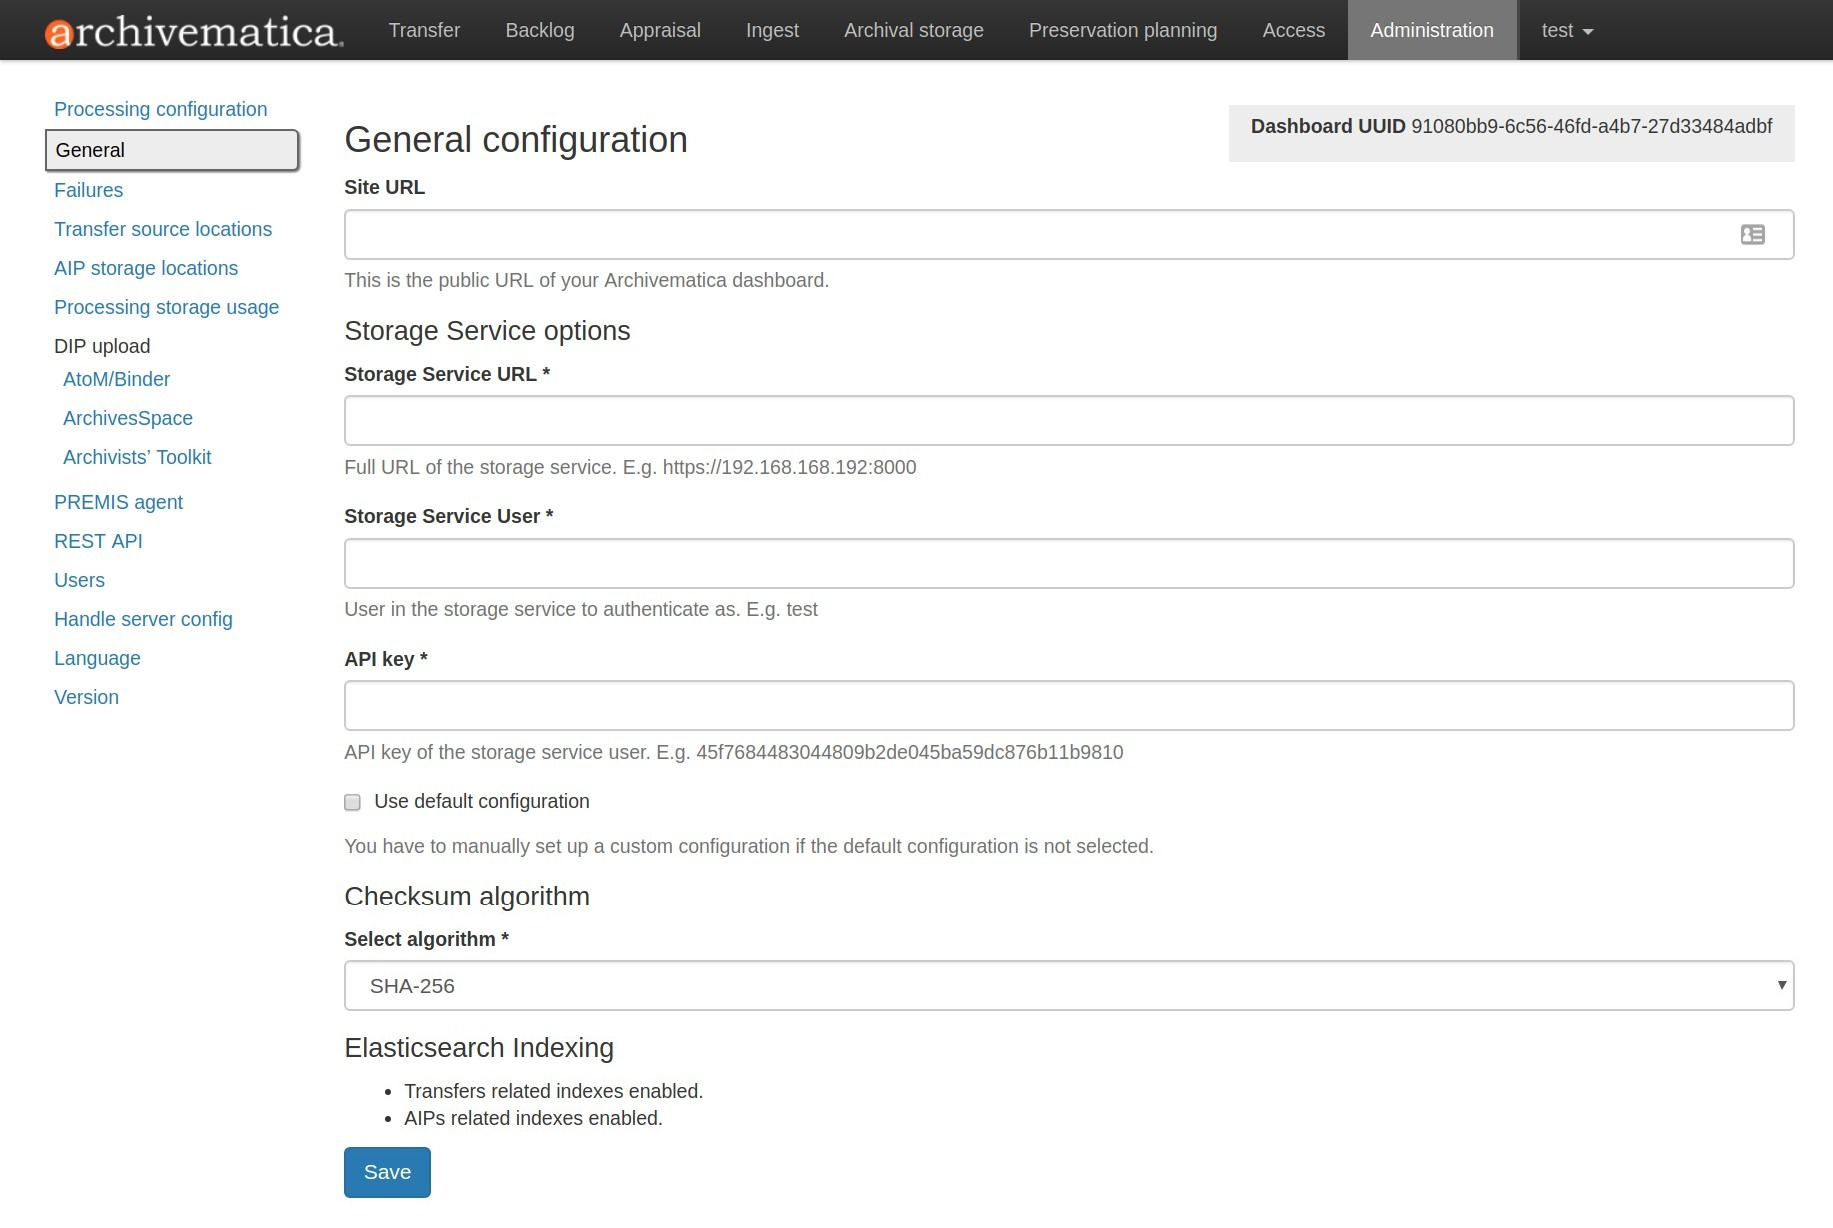 archivematica.
Transfer Backlog Appraisal Ingest Archival storage Preservation planning Access Administration test
Processing configuration
General
Failures
Transfer source locations
AIP storage locations
Processing storage usage
DIP upload
AtoM/Binder
ArchivesSpace
Archivists’ Toolkit
PREMIS agent
REST API
Users
Handle server config
Language
Version
General configuration
Dashboard UUID 91080bb9-6c56-46fd-a4b7-27d33484adbf
Site URL
This is the public URL of your Archivematica dashboard.
Storage Service options
Storage Service URL *
Full URL of the storage service. E.g. https://192.168.168.192:8000
Storage Service User *
User in the storage service to authenticate as. E.g. test
API key *
API key of the storage service user. E.g. 45f7684483044809b2de045ba59dc876b11b9810
Use default configuration
You have to manually set up a custom configuration if the default configuration is not selected.
Checksum algorithm
Select algorithm *
SHA-256
Elasticsearch Indexing
• Transfers related indexes enabled.
• AIPs related indexes enabled.
Save